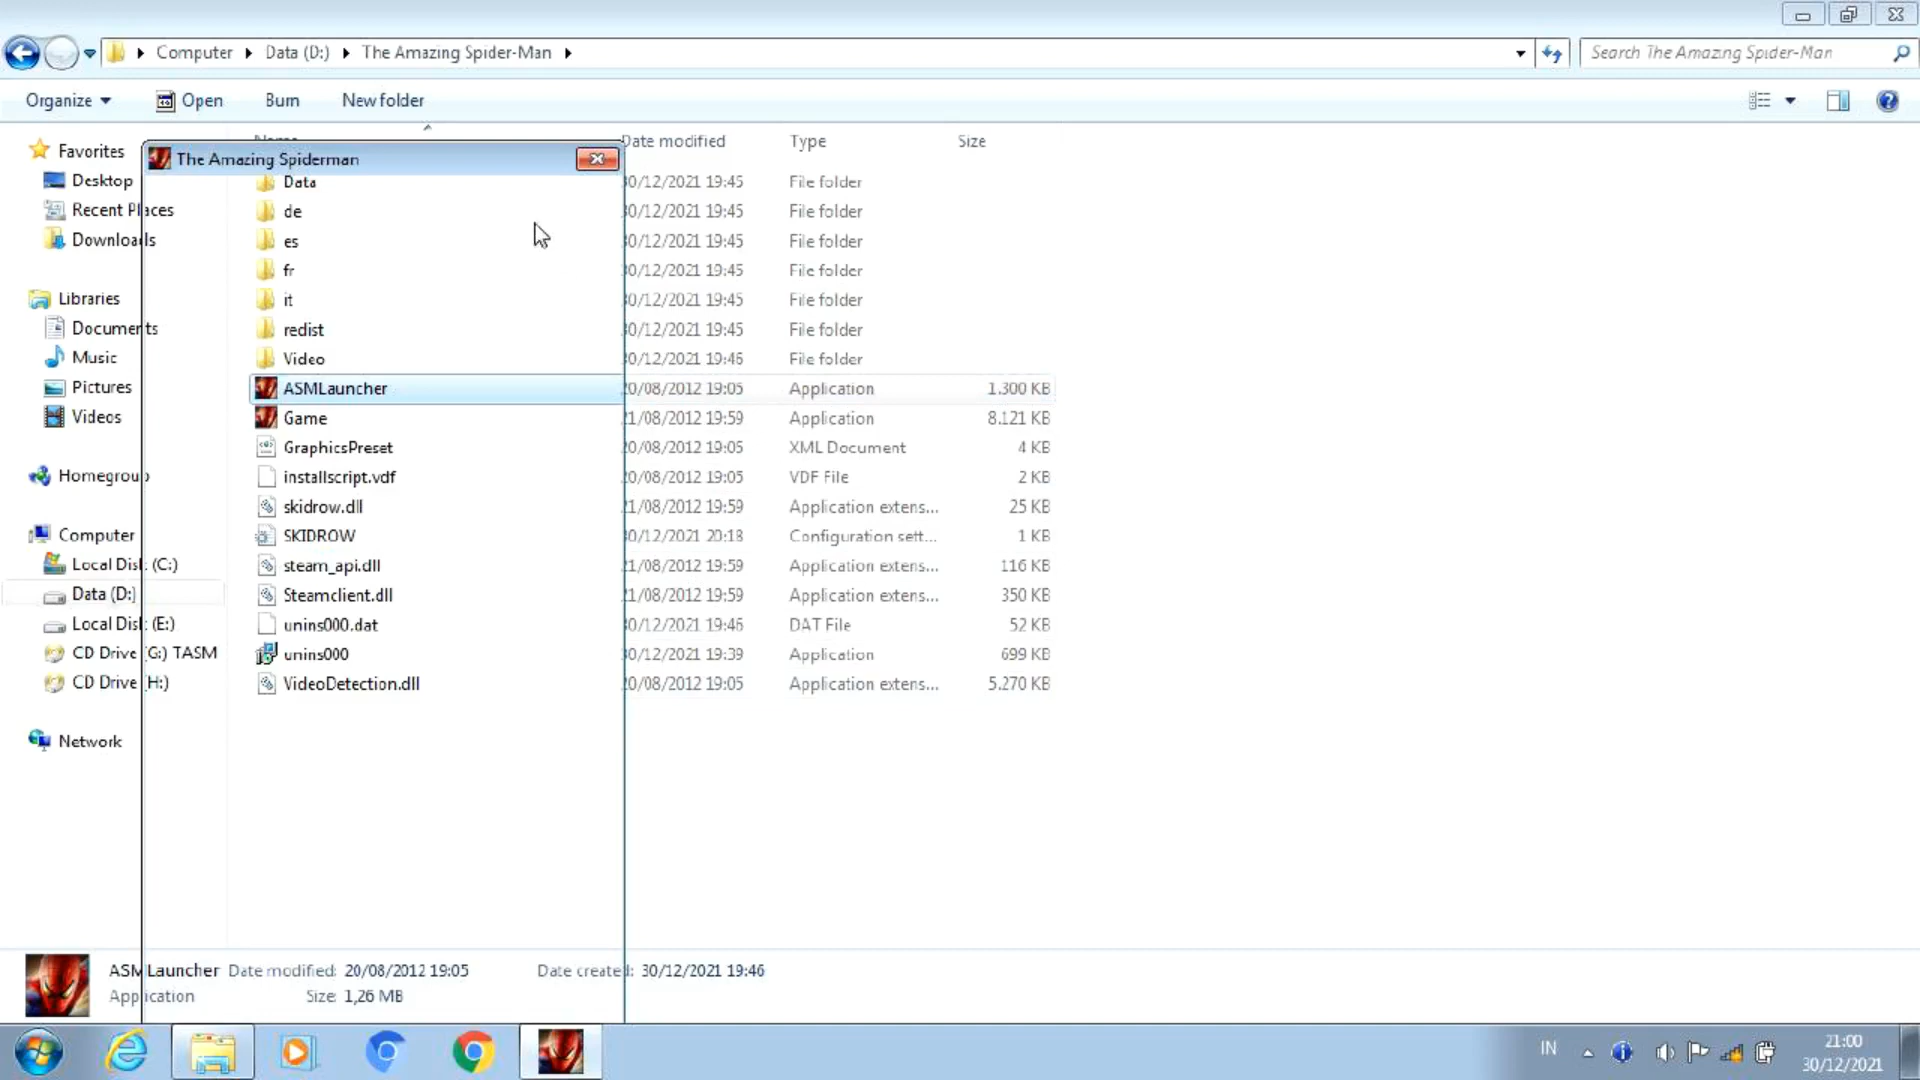 Computer Data (D:) The Amazing Spider-Man Search The Amazing Spider-Man
Organize Open Burn New folder
Name Date modified Type Size
The Amazing Spiderman
Favorites
Desktop
Recent Places
Downloads
Libraries
Documents
Music
Pictures
Videos
Homegroup
Computer
Local Disk (C:)
Data (D:)
Local Disk (E:)
CD Drive (G:) TASM
CD Drive (H:)
Network
Data 30/12/2021 19:45 File folder
de 30/12/2021 19:45 File folder
es 30/12/2021 19:45 File folder
fr 30/12/2021 19:45 File folder
it 30/12/2021 19:45 File folder
redist 30/12/2021 19:45 File folder
Video 30/12/2021 19:46 File folder
ASMLauncher 20/08/2012 19:05 Application 1.300 KB
Game 21/08/2012 19:59 Application 8.121 KB
GraphicsPreset 20/08/2012 19:05 XML Document 4 KB
installscript.vdf 20/08/2012 19:05 VDF File 2 KB
skidrow.dll 21/08/2012 19:59 Application extens... 25 KB
SKIDROW 30/12/2021 20:18 Configuration sett... 1 KB
steam_api.dll 21/08/2012 19:59 Application extens... 116 KB
Steamclient.dll 21/08/2012 19:59 Application extens... 350 KB
unins000.dat 30/12/2021 19:46 DAT File 52 KB
unins000 30/12/2021 19:39 Application 699 KB
VideoDetection.dll 20/08/2012 19:05 Application extens... 5.270 KB
ASMLauncher Date modified: 20/08/2012 19:05 Date created: 30/12/2021 19:46
Application Size: 1,26 MB
IN 21:00
30/12/2021